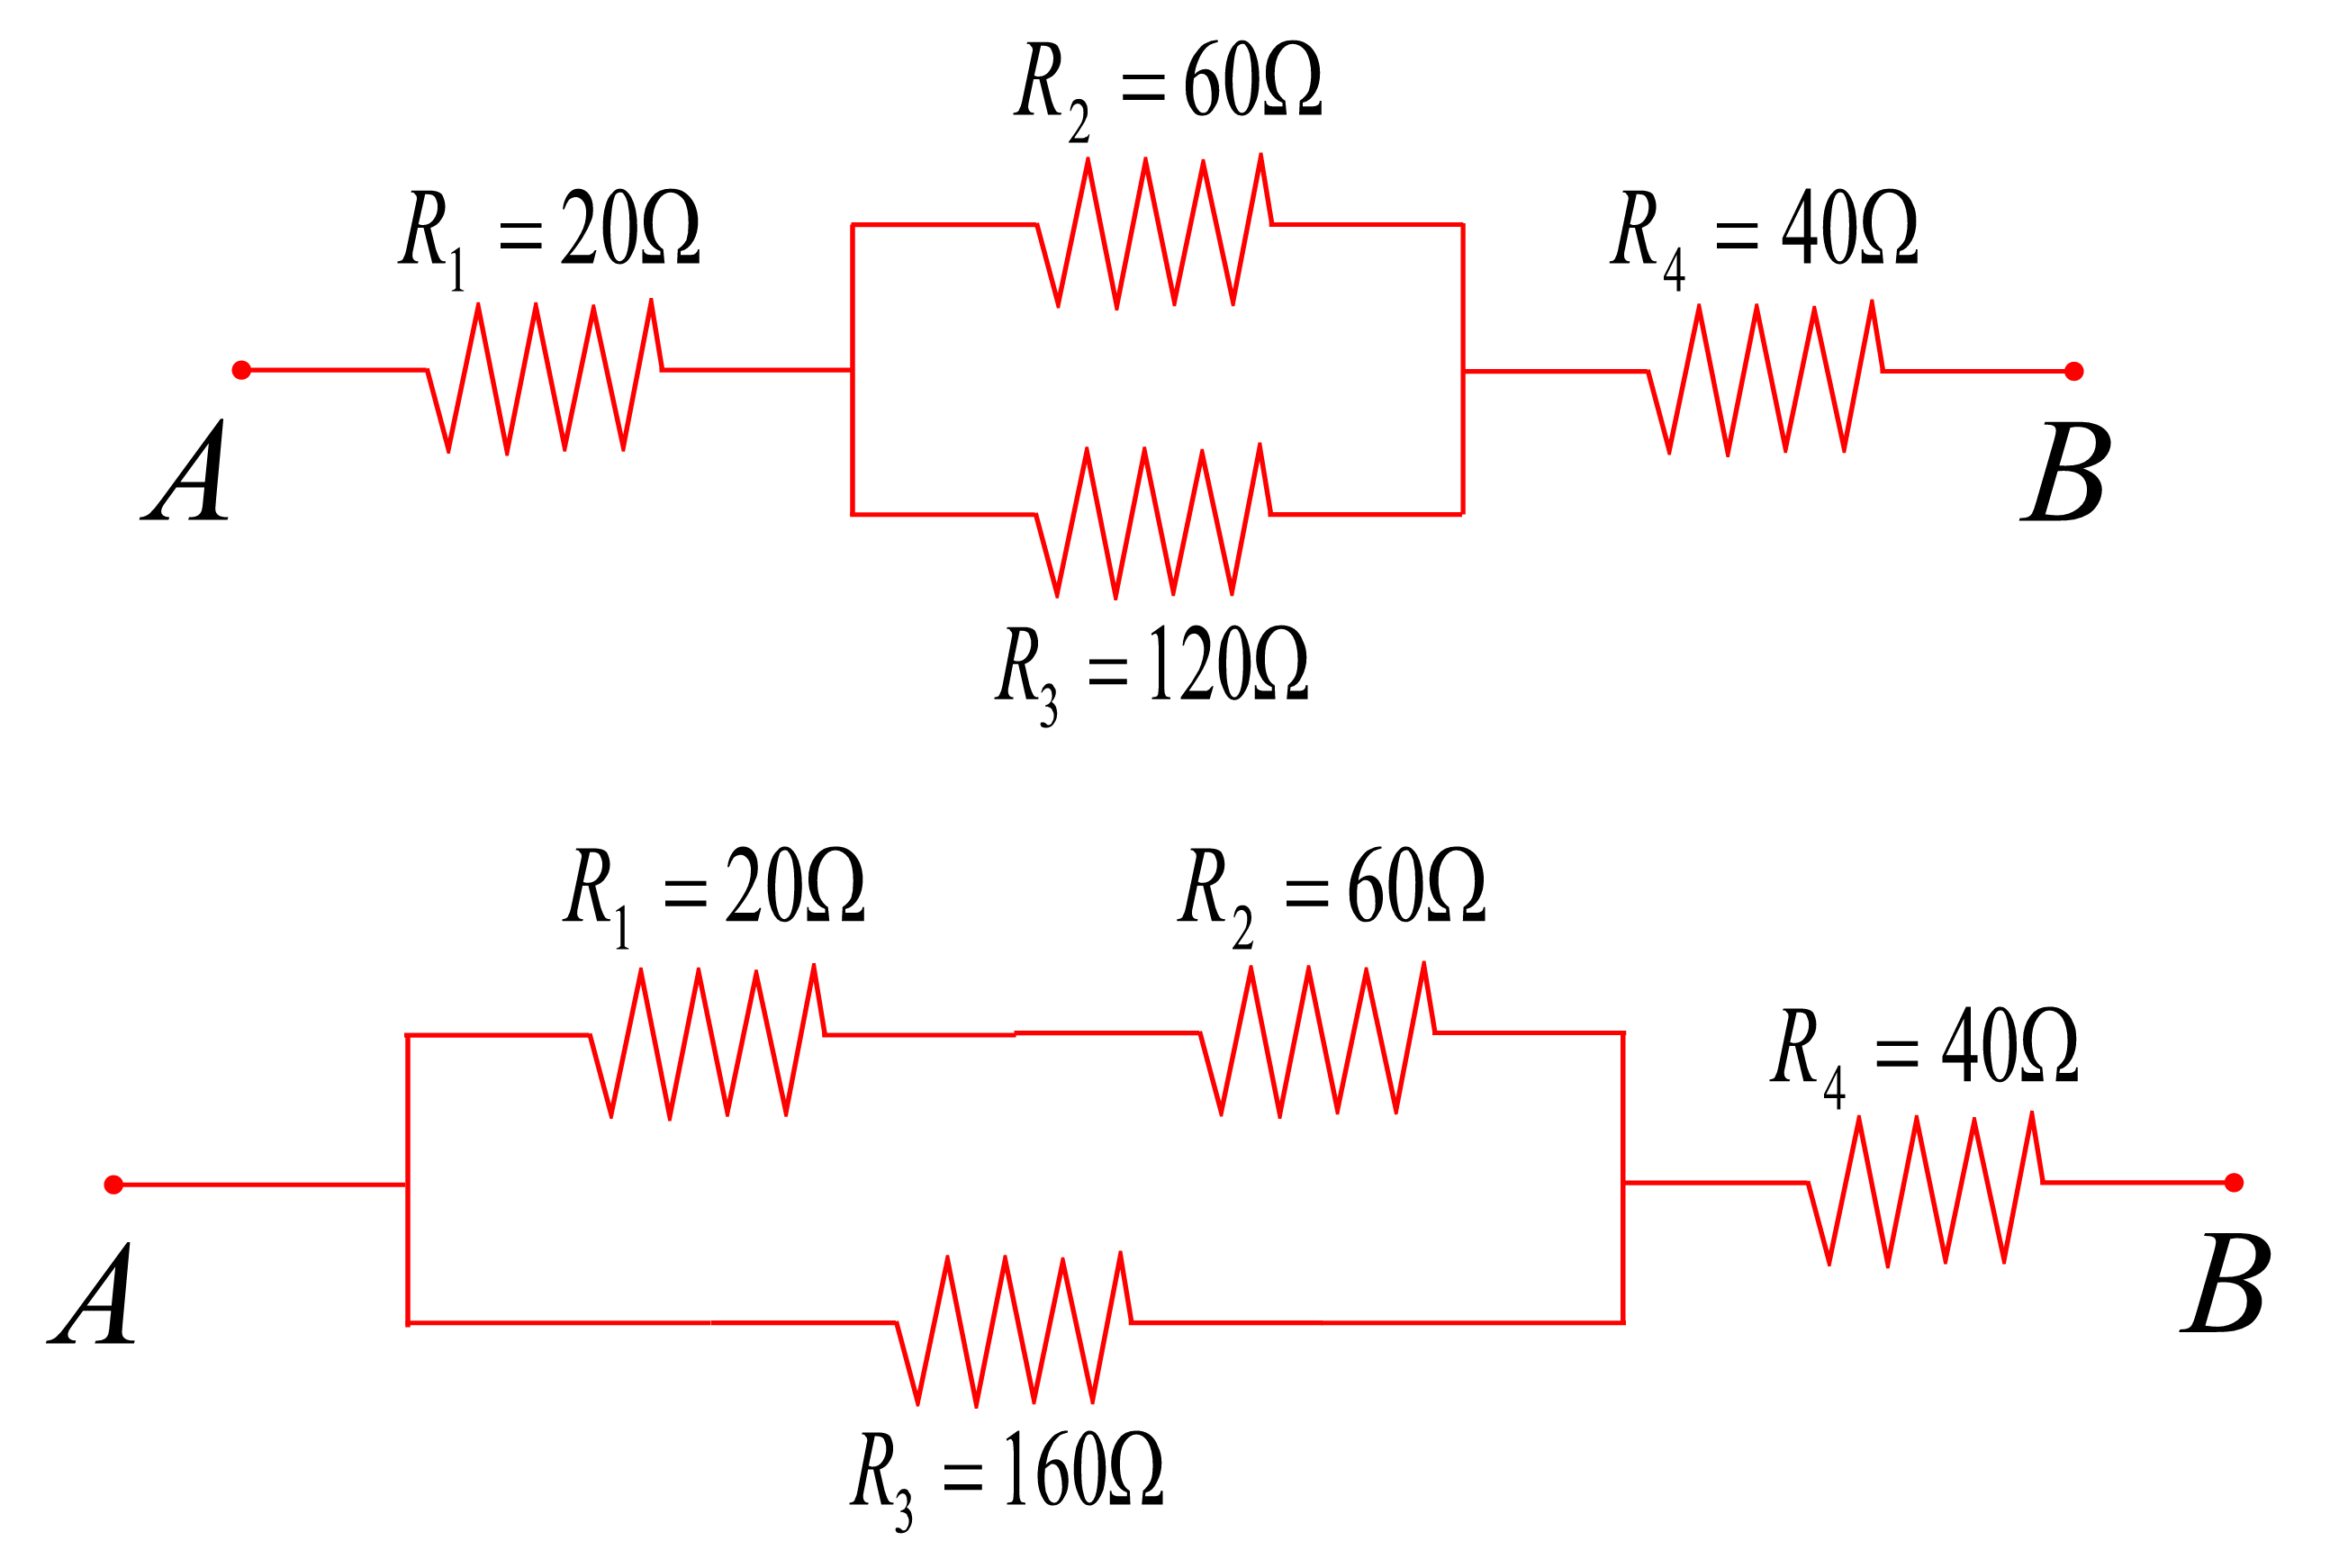 R₂ = 60Ω
R₁ = 20Ω
R₄ = 40Ω
A
B
R₃ = 120Ω
R₁ = 20Ω
R₂ = 60Ω
R₄ = 40Ω
A
B
R₃ = 160Ω